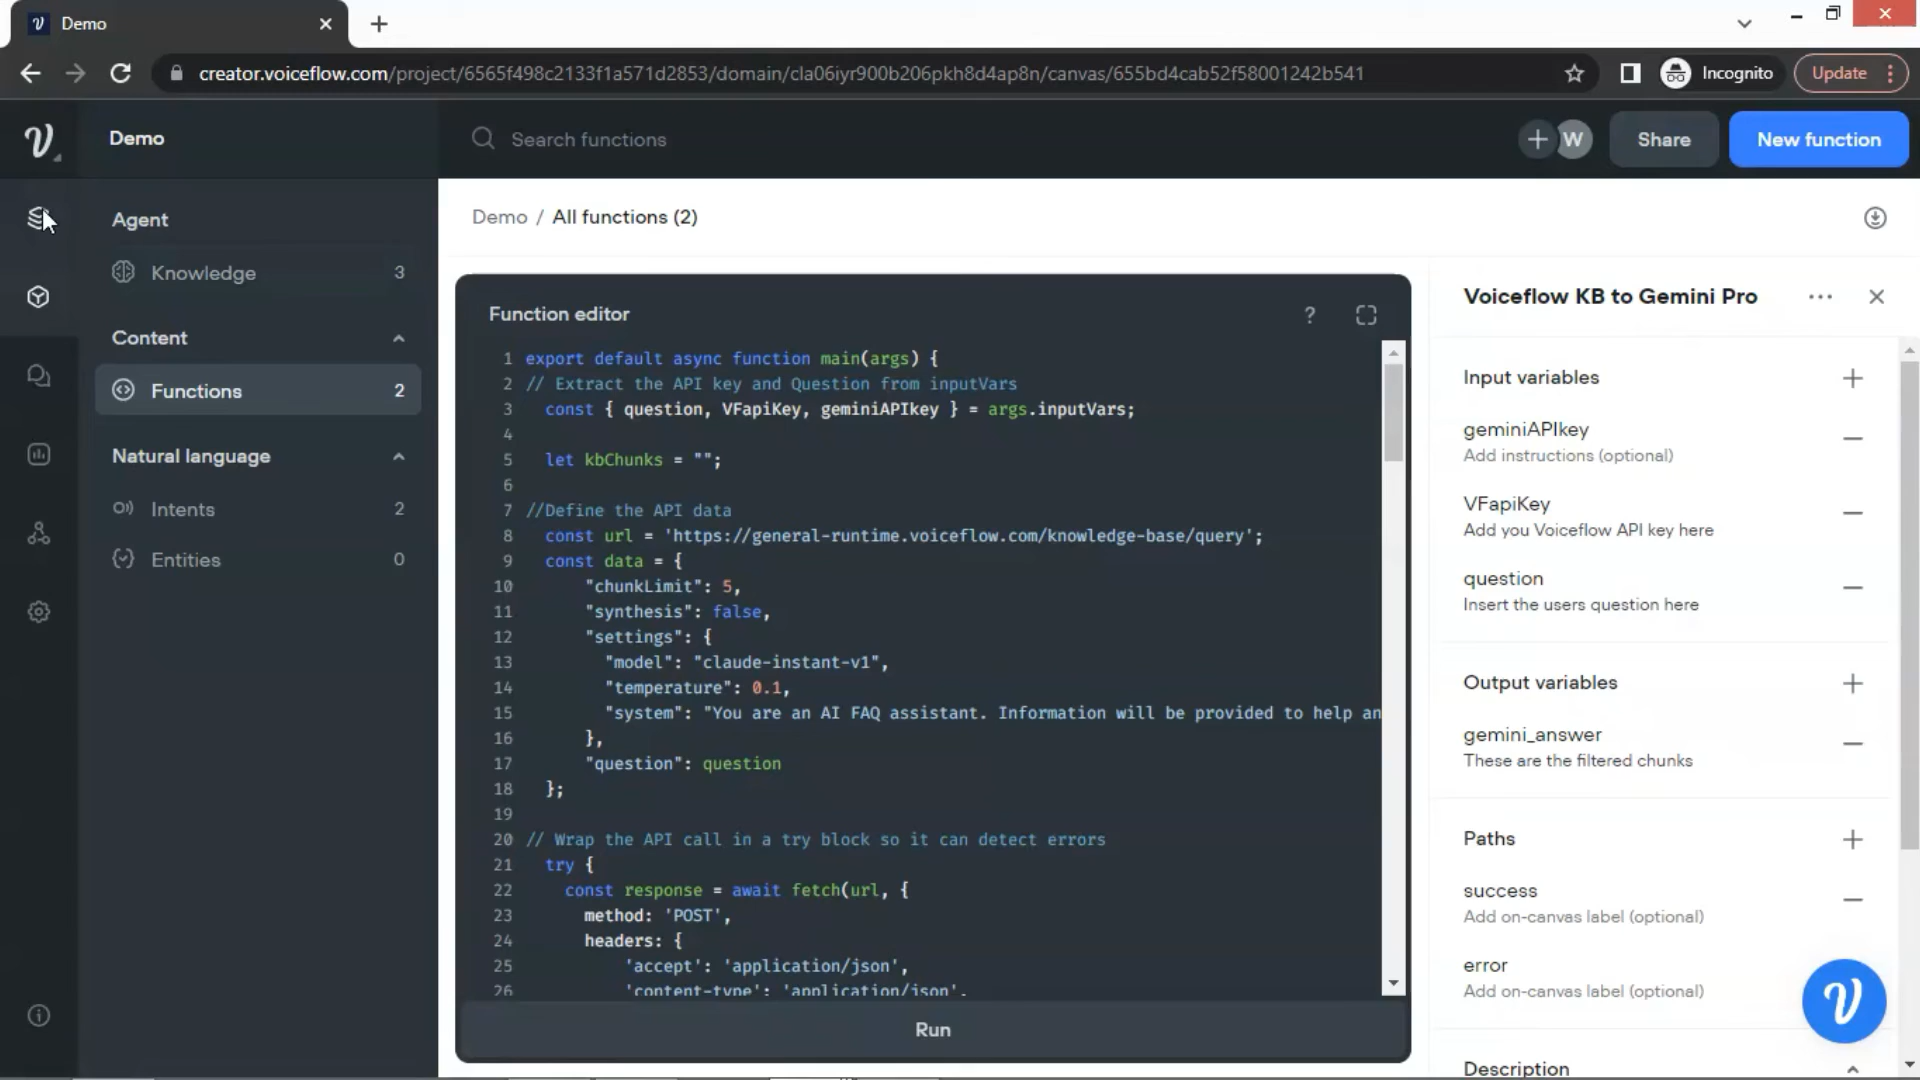 Demo
creator.voiceflow.com/project/6565f498c2133f1a571d2853/domain/cla06iyr900b206pkh8d4ap8n/canvas/655bd4cab52f58001242b541
Incognito
Update
Demo
Search functions
W
Share
New function
Agent
Knowledge 3
Content
Functions 2
Natural language
Intents 2
Entities 0
Demo / All functions (2)
Function editor
?
1 export default async function main(args) {
2 // Extract the API key and Question from inputVars
3 const { question, VFapiKey, geminiAPIkey } = args.inputVars;
4
5 let kbChunks = "";
6
7 //Define the API data
8 const url = 'https://general-runtime.voiceflow.com/knowledge-base/query';
9 const data = {
10 "chunkLimit": 5,
11 "synthesis": false,
12 "settings": {
13 "model": "claude-instant-v1",
14 "temperature": 0.1,
15 "system": "You are an AI FAQ assistant. Information will be provided to help an
16 },
17 "question": question
18 };
19
20 // Wrap the API call in a try block so it can detect errors
21 try {
22 const response = await fetch(url, {
23 method: 'POST',
24 headers: {
25 'accept': 'application/json',
26 'content-type': 'application/json',
Run
Voiceflow KB to Gemini Pro
Input variables
geminiAPIkey
Add instructions (optional)
VFapiKey
Add you Voiceflow API key here
question
Insert the users question here
Output variables
gemini_answer
These are the filtered chunks
Paths
success
Add on-canvas label (optional)
error
Add on-canvas label (optional)
Description